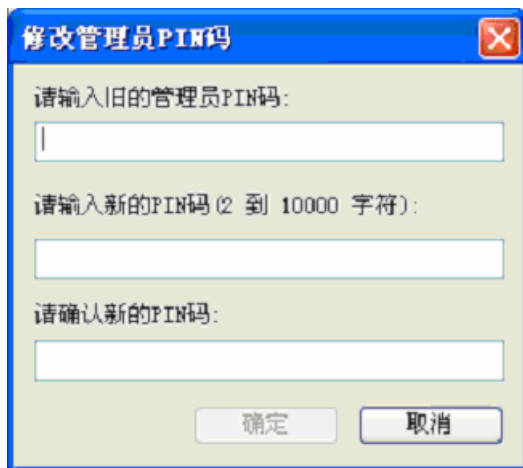 修改管理员PIN码
请输入旧的管理员PIN码:
请输入新的PIN码(2 到 10000 字符):
请确认新的PIN码:
确定 取消